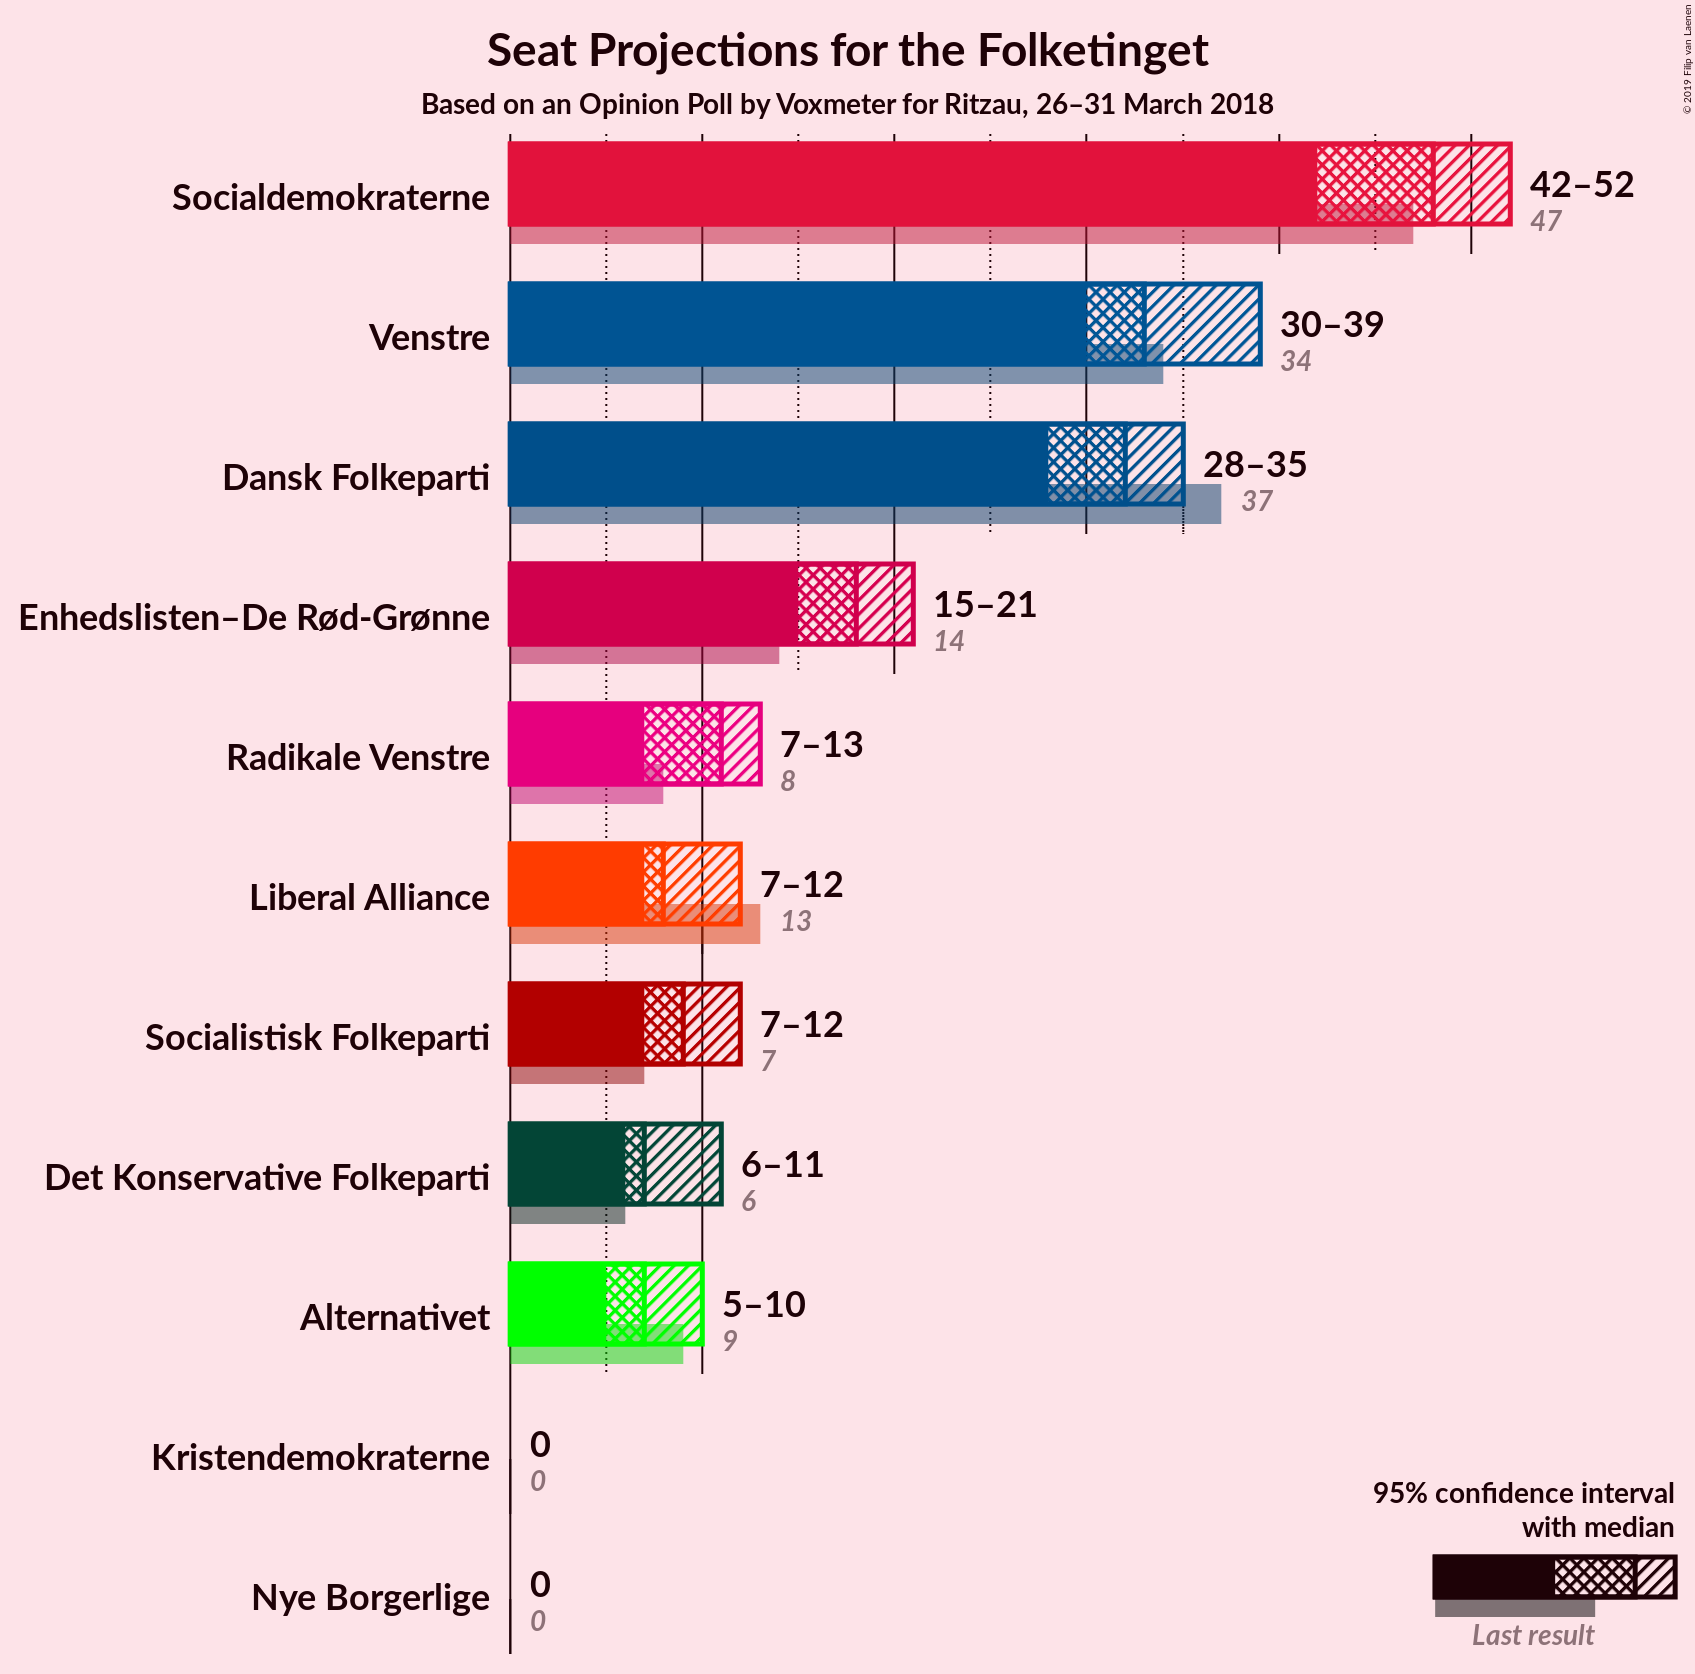 Seat Projections for the Folketinget
Based on an Opinion Poll by Voxmeter for Ritzau, 26–31 March 2018
© 2019 Filip van Laenen
Socialdemokraterne
42–52
47
Venstre
30–39
34
Dansk Folkeparti
28–35
37
Enhedslisten–De Rød-Grønne
15–21
14
Radikale Venstre
7–13
8
Liberal Alliance
7–12
13
Socialistisk Folkeparti
7–12
7
Det Konservative Folkeparti
6–11
6
Alternativet
5–10
9
Kristendemokraterne
0
0
Nye Borgerlige
0
0
95% confidence interval
with median
Last result